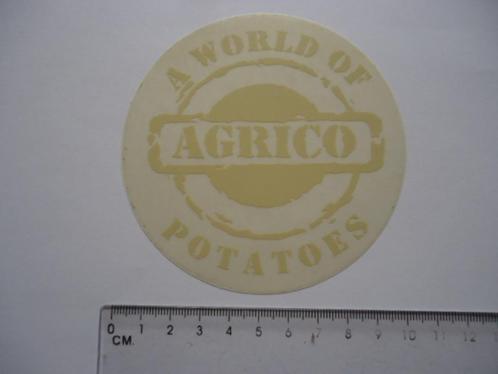 A WORLD OF
AGRICO
POTATOES
0 1 2 3 4 5 6 7 8 9 10 11 12
CM.